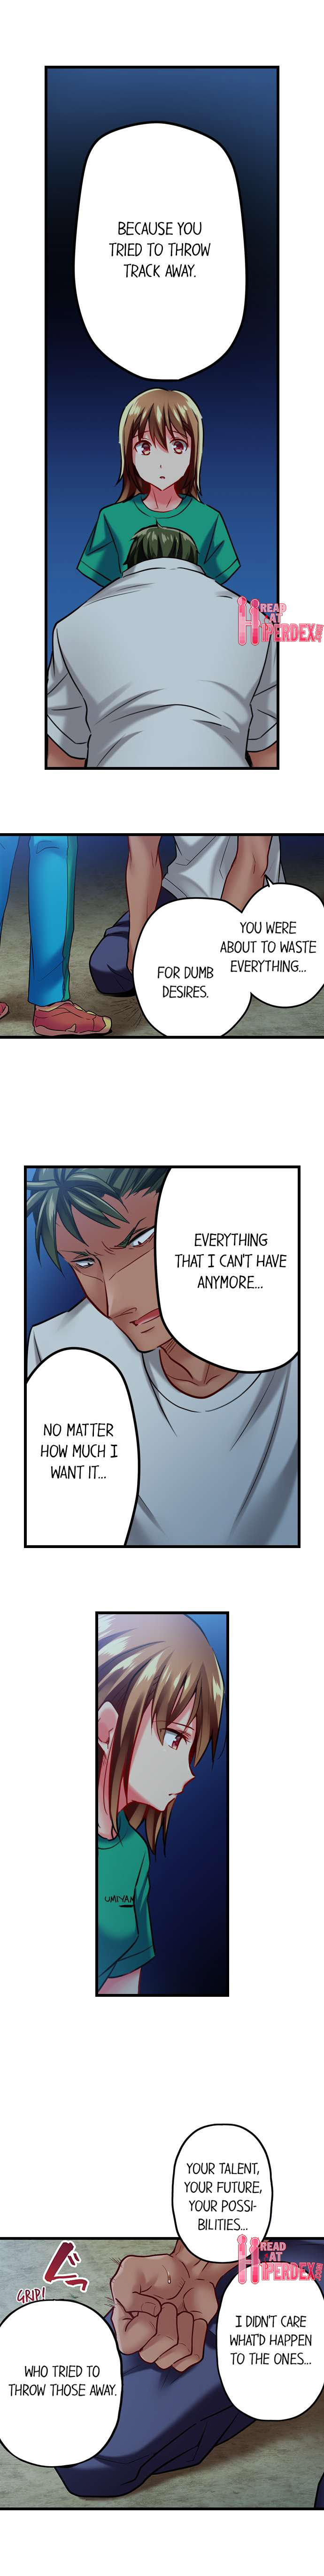 BECAUSE YOU
TRIED TO THROW
TRACK AWAY.
READ
AT
HIPERDEX
YOU WERE
ABOUT TO WASTE
EVERYTHING...
FOR DUMB
DESIRES.
EVERYTHING
THAT I CAN'T HAVE
ANYMORE...
NO MATTER
HOW MUCH I
WANT IT...
UMIYAM
YOUR TALENT,
YOUR FUTURE,
YOUR POSSI-
BILITIES...
READ
AT
HIPERDEX
GRIP!
I DIDN'T CARE
WHAT'D HAPPEN
TO THE ONES...
WHO TRIED TO
THROW THOSE AWAY.